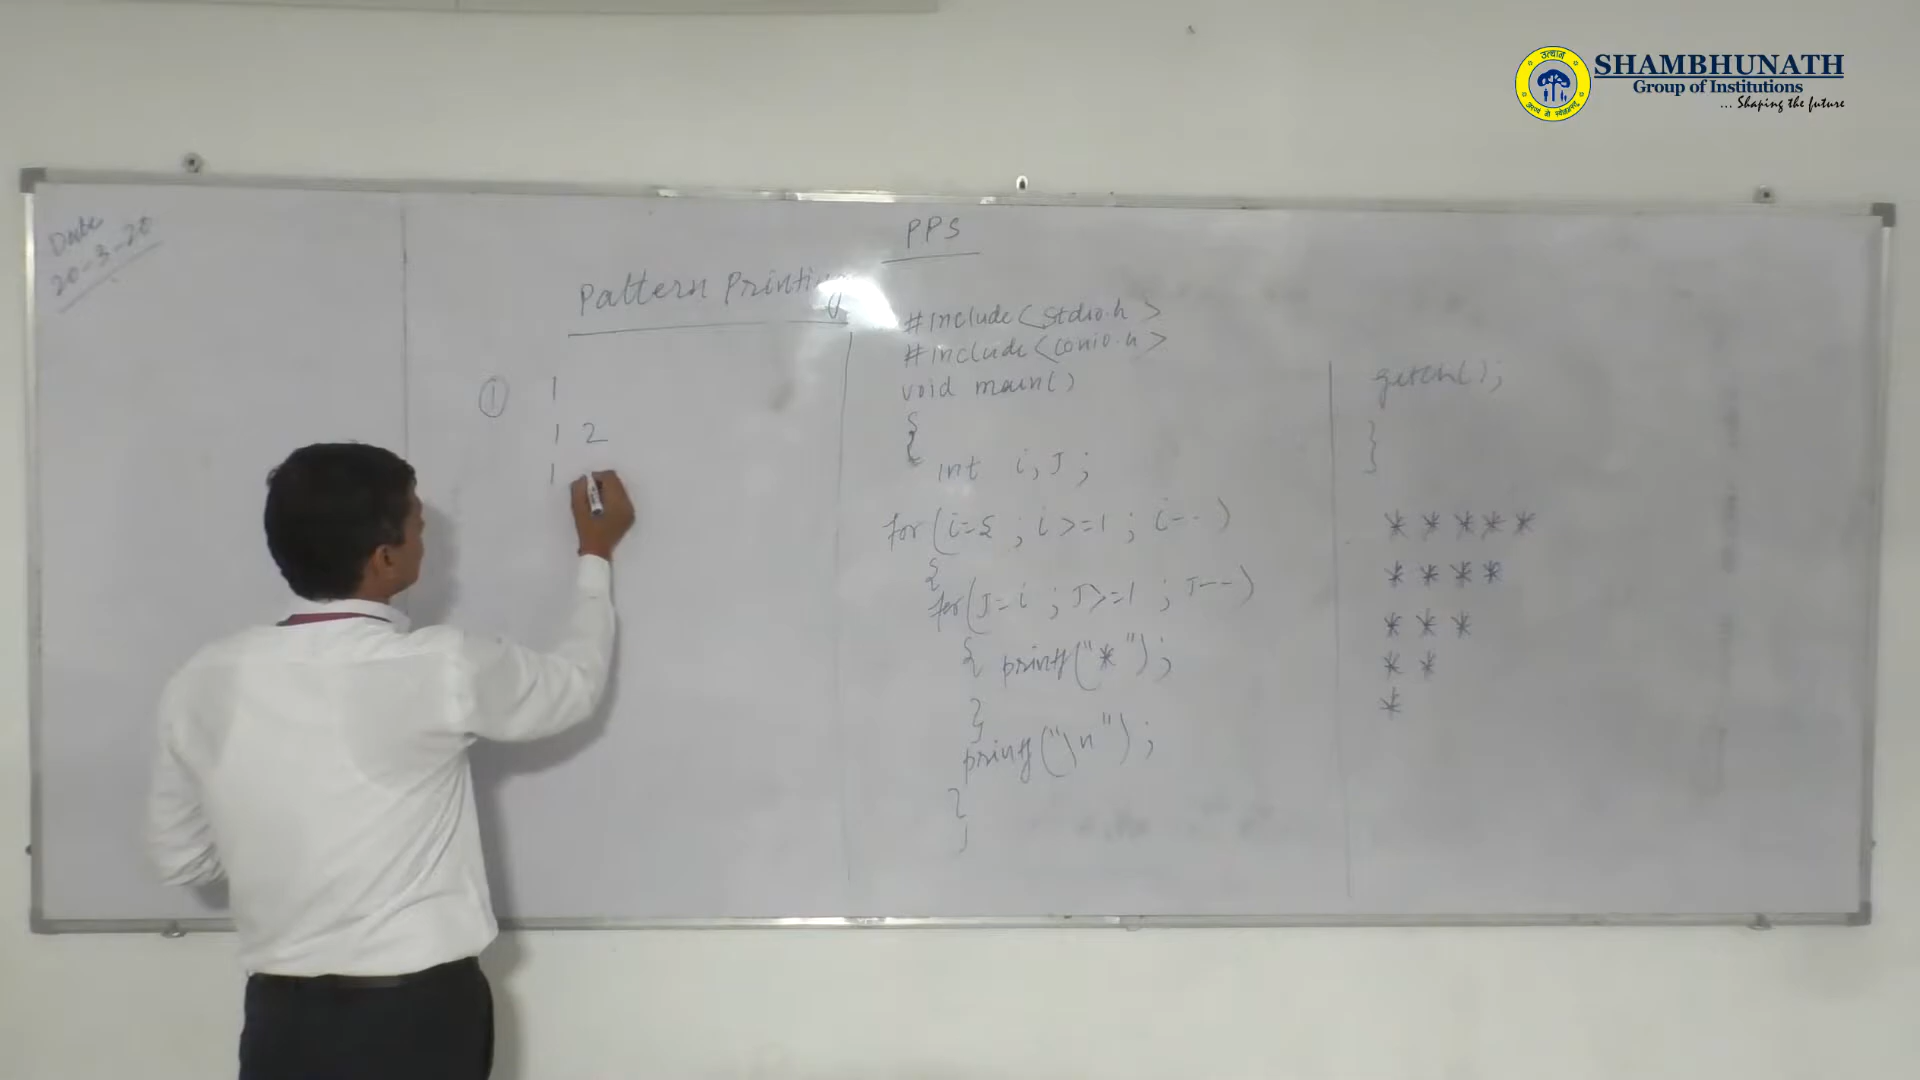 उत्थान
SHAMBHUNATH
Group of Institutions
... Shaping the future
Date
20-3-20
PPS
Pattern Printing
① 1
1 2
1
#include<stdio.h>
#include<conio.h>
void main()
{
int i, J ;
for (i=5 ; i>=1 ; i--)
{
for (J=i ; J>=1 ; J--)
{ printf("*");
}
printf("\n");
}
getch();
}
* * * * *
* * * *
* * *
* *
*